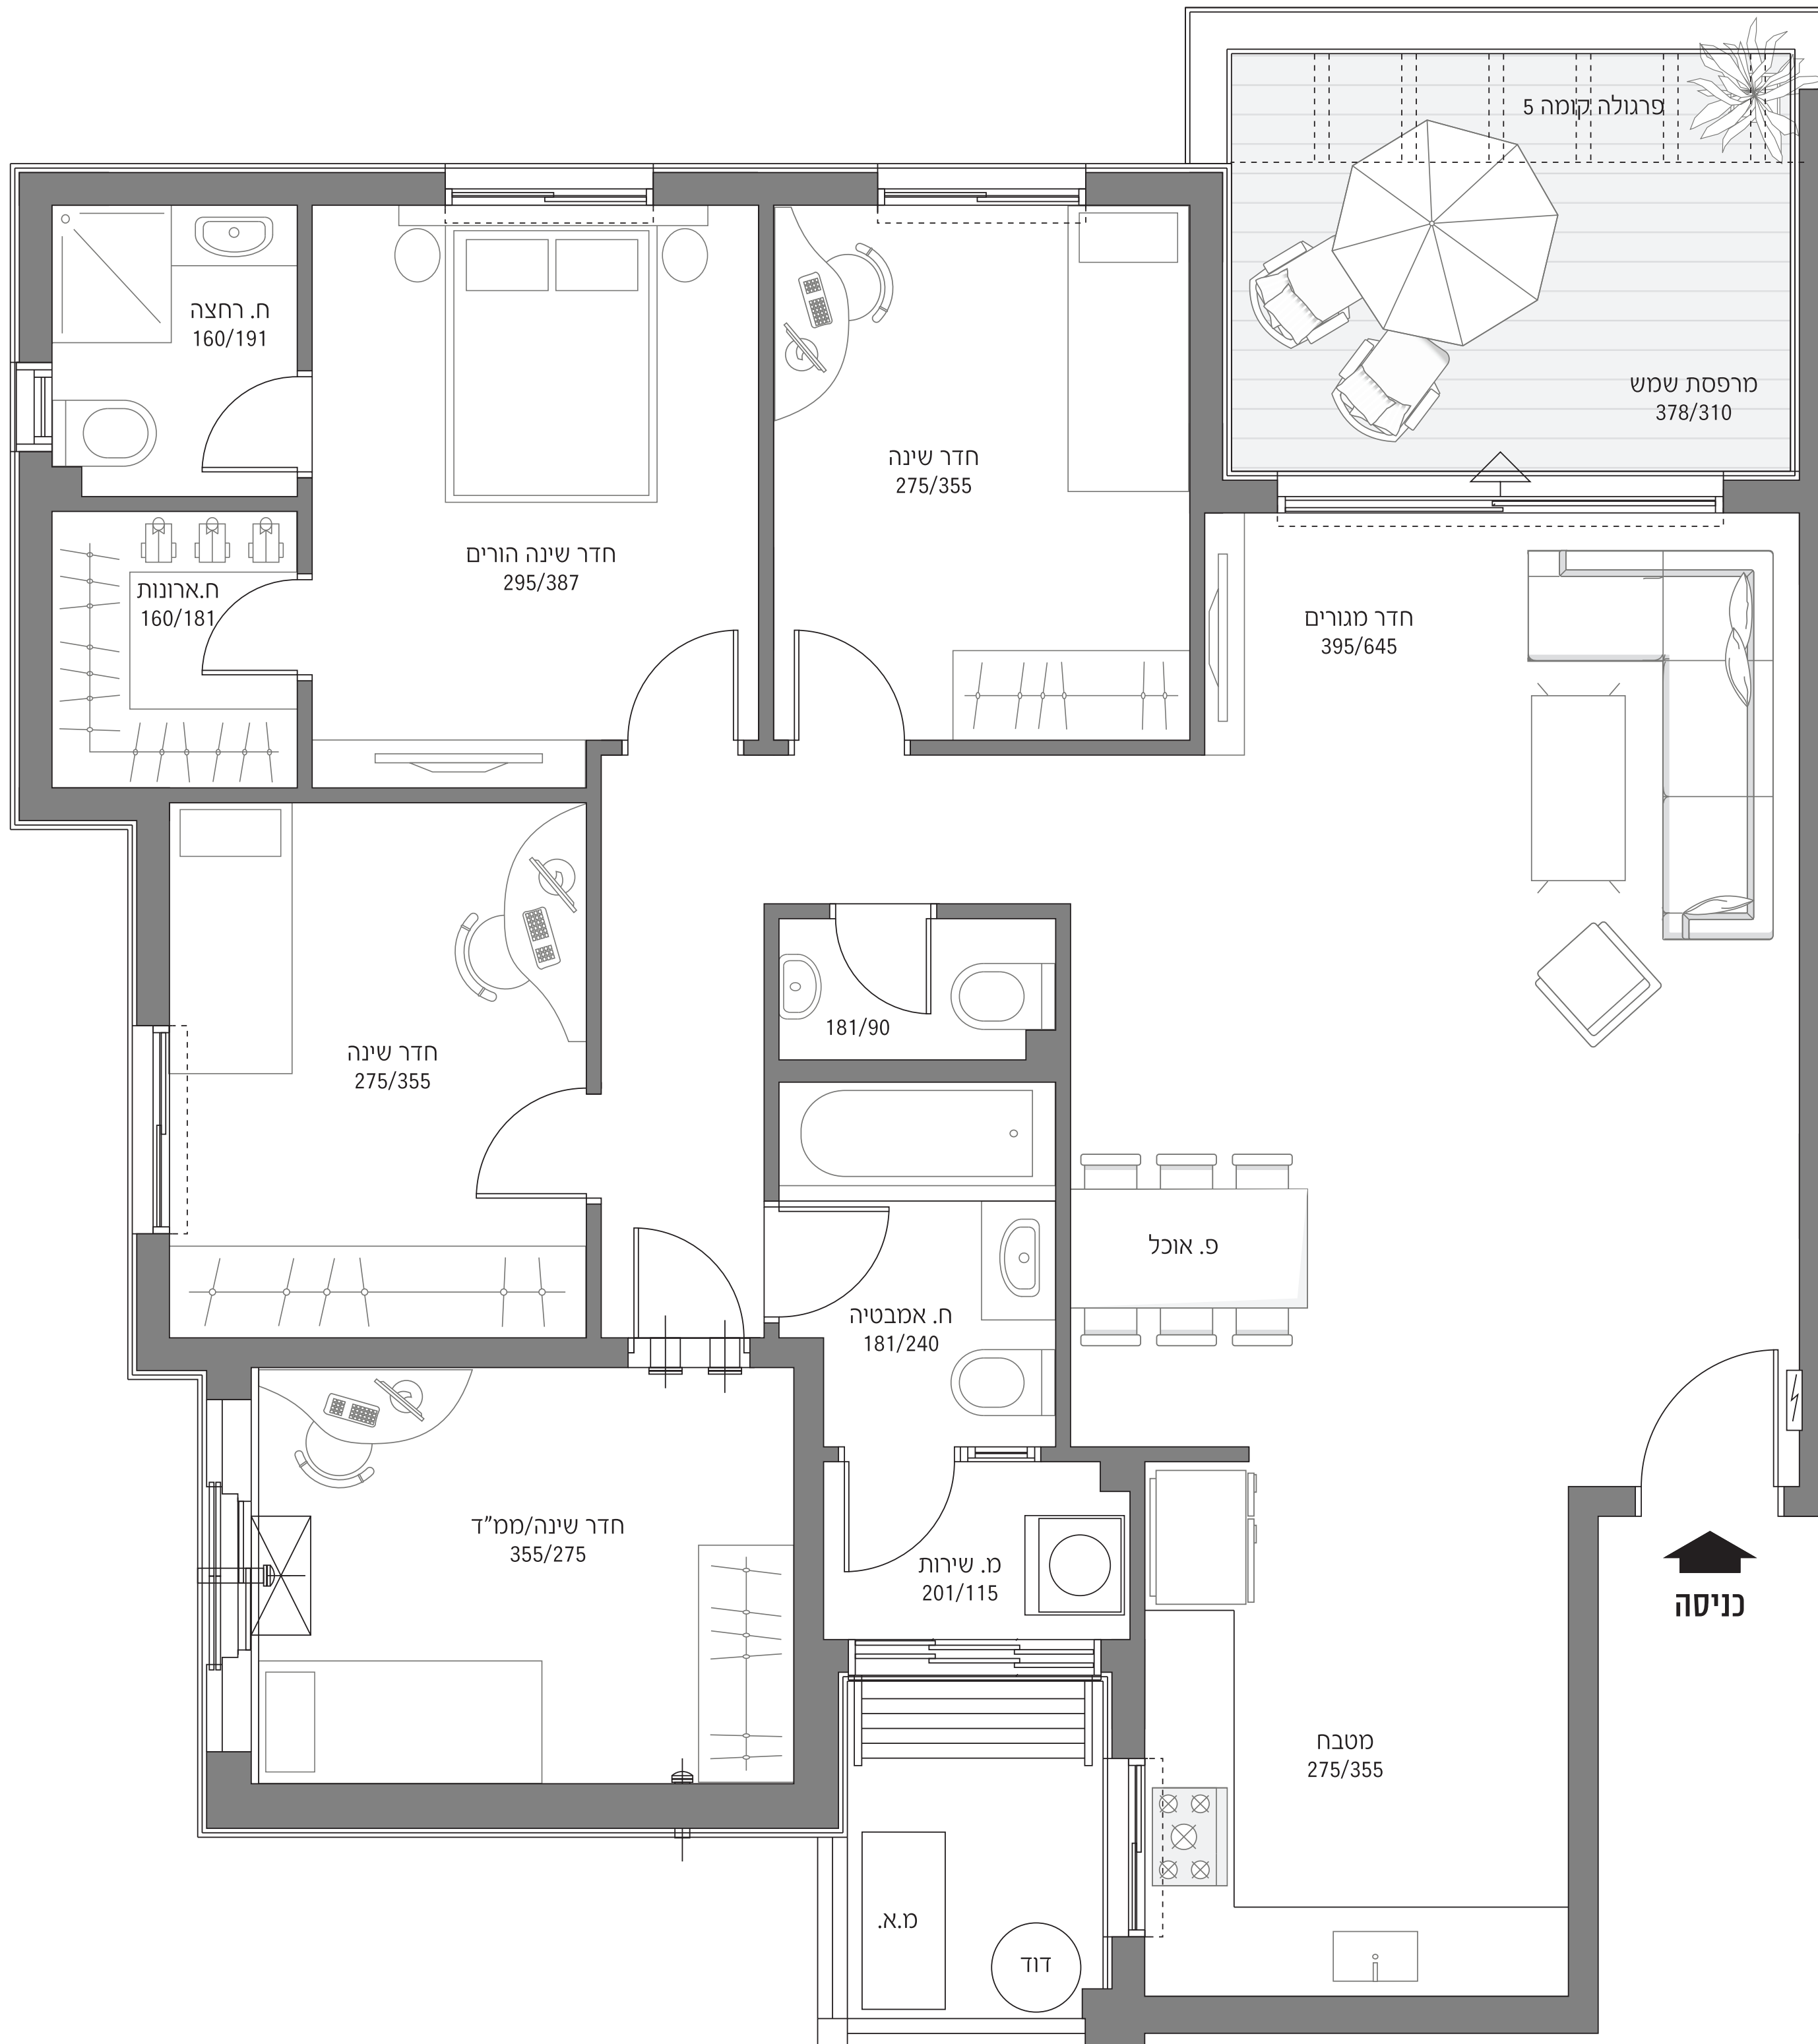 פרגולה קומה 5
מרפסת שמש
378/310
ח. רחצה
160/191
חדר שינה
275/355
חדר שינה הורים
295/387
ח.ארונות
160/181
חדר מגורים
395/645
181/90
חדר שינה
275/355
פ. אוכל
ח. אמבטיה
181/240
חדר שינה/ממ"ד
355/275
מ. שירות
201/115
כניסה
מטבח
275/355
מ.א.
דוד